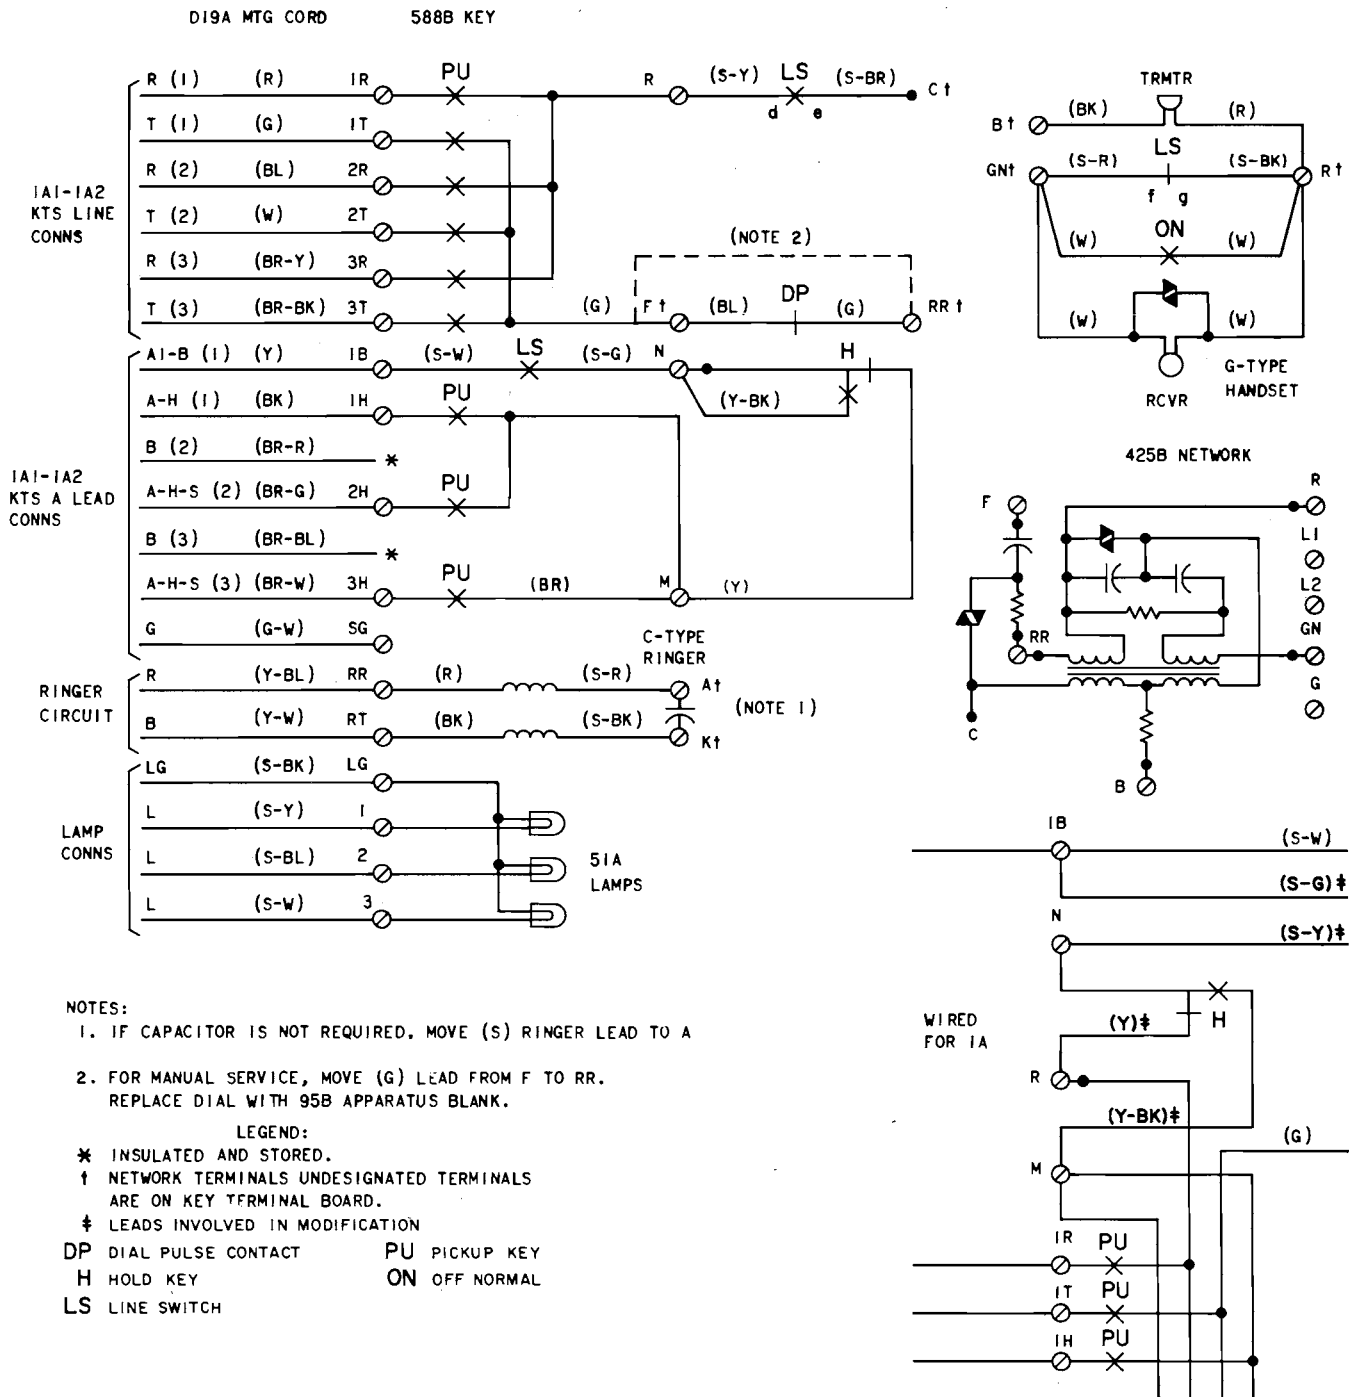 D19A MTG CORD 588B KEY
R (1) (R) 1R PU R (S-Y) LS (S-BR) C†
d e
T (1) (G) 1T
R (2) (BL) 2R
1A1-1A2
KTS LINE
CONNS
T (2) (W) 2T
(NOTE 2)
R (3) (BR-Y) 3R
T (3) (BR-BK) 3T (G) F† (BL) DP (G) RR†
A1-B (1) (Y) 1B (S-W) LS (S-G) N H
A-H (1) (BK) 1H PU (Y-BK)
B (2) (BR-R) *
1A1-1A2
KTS A LEAD
CONNS
A-H-S (2) (BR-G) 2H PU
B (3) (BR-BL) *
A-H-S (3) (BR-W) 3H PU (BR) M (Y)
G (G-W) SG
C-TYPE
RINGER
RINGER
CIRCUIT
R (Y-BL) RR (R) (S-R) A†
(NOTE 1)
B (Y-W) RT (BK) (S-BK) K†
LG (S-BK) LG
L (S-Y) 1
LAMP
CONNS
L (S-BL) 2
51A
LAMPS
L (S-W) 3
TRMTR
B† (BK) (R)
LS
GN† (S-R) (S-BK) R†
f g
ON
(W) (W)
(W) (W)
RCVR
G-TYPE
HANDSET
425B NETWORK
F R
L1
L2
RR GN
G
C
B
1B (S-W)
(S-G)‡
N (S-Y)‡
WIRED
FOR 1A
(Y)‡ H
R
(Y-BK)‡
(G)
M
1R PU
1T PU
1H PU
NOTES:
1. IF CAPACITOR IS NOT REQUIRED. MOVE (S) RINGER LEAD TO A
2. FOR MANUAL SERVICE, MOVE (G) LEAD FROM F TO RR.
REPLACE DIAL WITH 95B APPARATUS BLANK.
LEGEND:
* INSULATED AND STORED.
† NETWORK TERMINALS UNDESIGNATED TERMINALS
ARE ON KEY TERMINAL BOARD.
‡ LEADS INVOLVED IN MODIFICATION
DP DIAL PULSE CONTACT PU PICKUP KEY
H HOLD KEY ON OFF NORMAL
LS LINE SWITCH